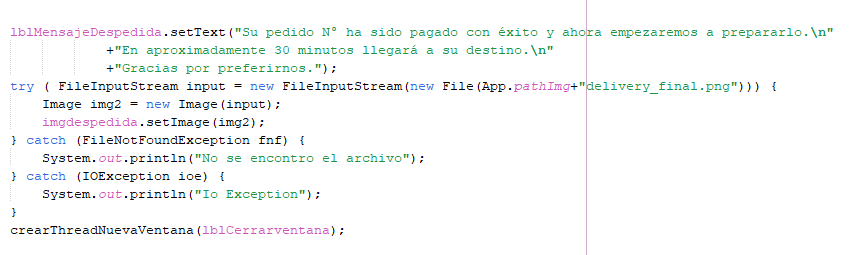 lblMensajeDespedida.setText("Su pedido N° ha sido pagado con éxito y ahora empezaremos a prepararlo.\n"
+"En aproximadamente 30 minutos llegará a su destino.\n"
+"Gracias por preferirnos.");
try ( FileInputStream input = new FileInputStream(new File(App.pathImg+"delivery_final.png"))) {
Image img2 = new Image(input);
imgdespedida.setImage(img2);
} catch (FileNotFoundException fnf) {
System.out.println("No se encontro el archivo");
} catch (IOException ioe) {
System.out.println("Io Exception");
}
crearThreadNuevaVentana(lblCerrarventana);